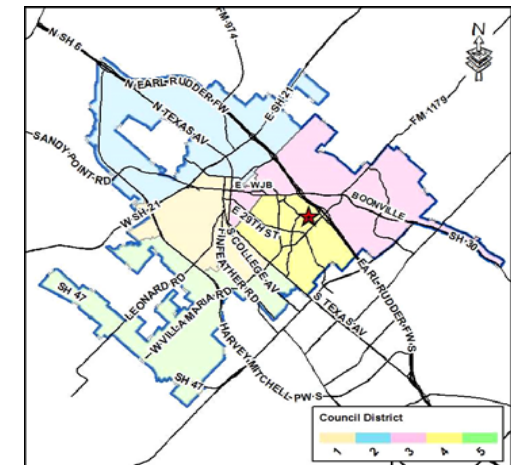 N
N SH 6
FM-974
N EARL-RUDDER-FW
E-SH-21
N-TEXAS-AV
FM-1179
SANDY-POINT-RD
E - WJB
BOONVILLE
W-SH-21
E 29TH ST
SH-30
S COLLEGE-AV
FINFEATHER-RD
EARL-RUDDER-FW-S
SH 47
LEONARD RD
S TEXAS-AV
W-VILLA MARIA-RD
HARVEY-MITCHELL-PW-S
SH 47
Council District
1 2 3 4 5